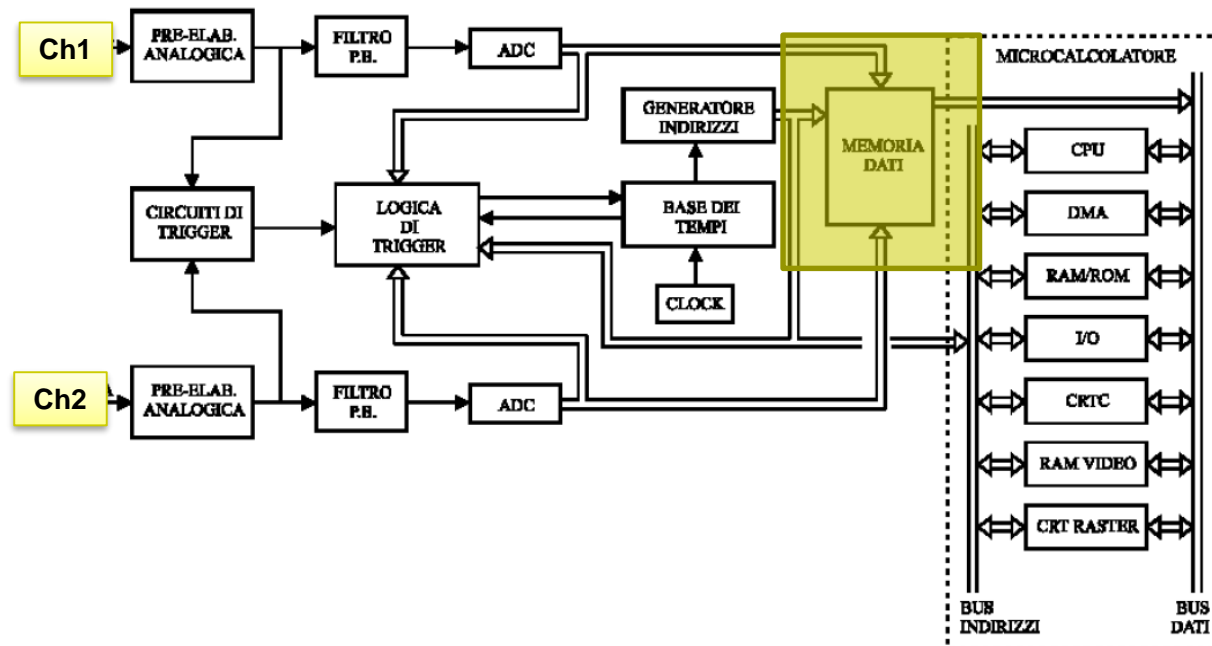 Ch1
PRE-ELAB.
ANALOGICA
FILTRO
P.B.
ADC
MICROCALCOLATORE
GENERATORE
INDIRIZZI
MEMORIA
DATI
CPU
CIRCUITI DI
TRIGGER
LOGICA
DI
TRIGGER
BASE DEI
TEMPI
DMA
CLOCK
RAM/ROM
I/O
Ch2
PRE-ELAB.
ANALOGICA
FILTRO
P.B.
ADC
CRTC
RAM VIDEO
CRT RASTER
BUS
INDIRIZZI
BUS
DATI